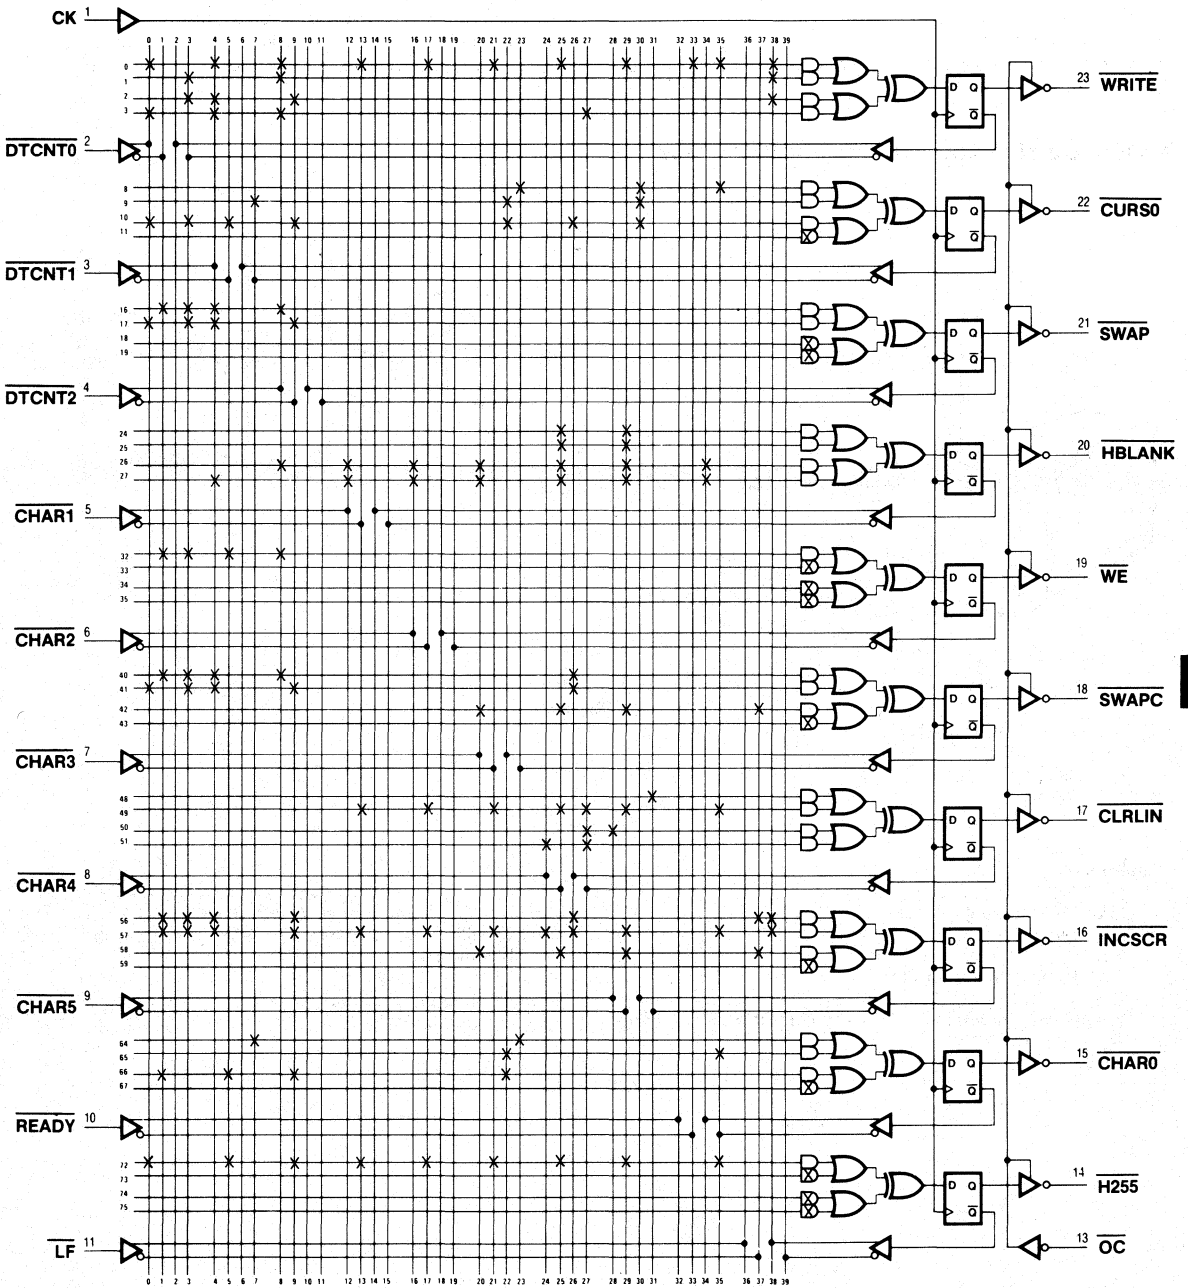 CK 1
0 1 2 3 4 5 6 7 8 9 10 11 12 13 14 15 16 17 18 19 20 21 22 23 24 25 26 27 28 29 30 31 32 33 34 35 36 37 38 39
0
1
2
3
D Q
Q
23 WRITE
DTCNT0 2
8
9
10
11
D Q
Q
22 CURS0
DTCNT1 3
16
17
18
19
D Q
Q
21 SWAP
DTCNT2 4
24
25
26
27
D Q
Q
20 HBLANK
CHAR1 5
32
33
34
35
D Q
Q
19 WE
CHAR2 6
40
41
42
43
D Q
Q
18 SWAPC
CHAR3 7
48
49
50
51
D Q
Q
17 CLRLIN
CHAR4 8
56
57
58
59
D Q
Q
16 INCSCR
CHAR5 9
64
65
66
67
D Q
Q
15 CHAR0
READY 10
72
73
74
75
D Q
Q
14 H255
LF 11
13 OC
0 1 2 3 4 5 6 7 8 9 10 11 12 13 14 15 16 17 18 19 20 21 22 23 24 25 26 27 28 29 30 31 32 33 34 35 36 37 38 39